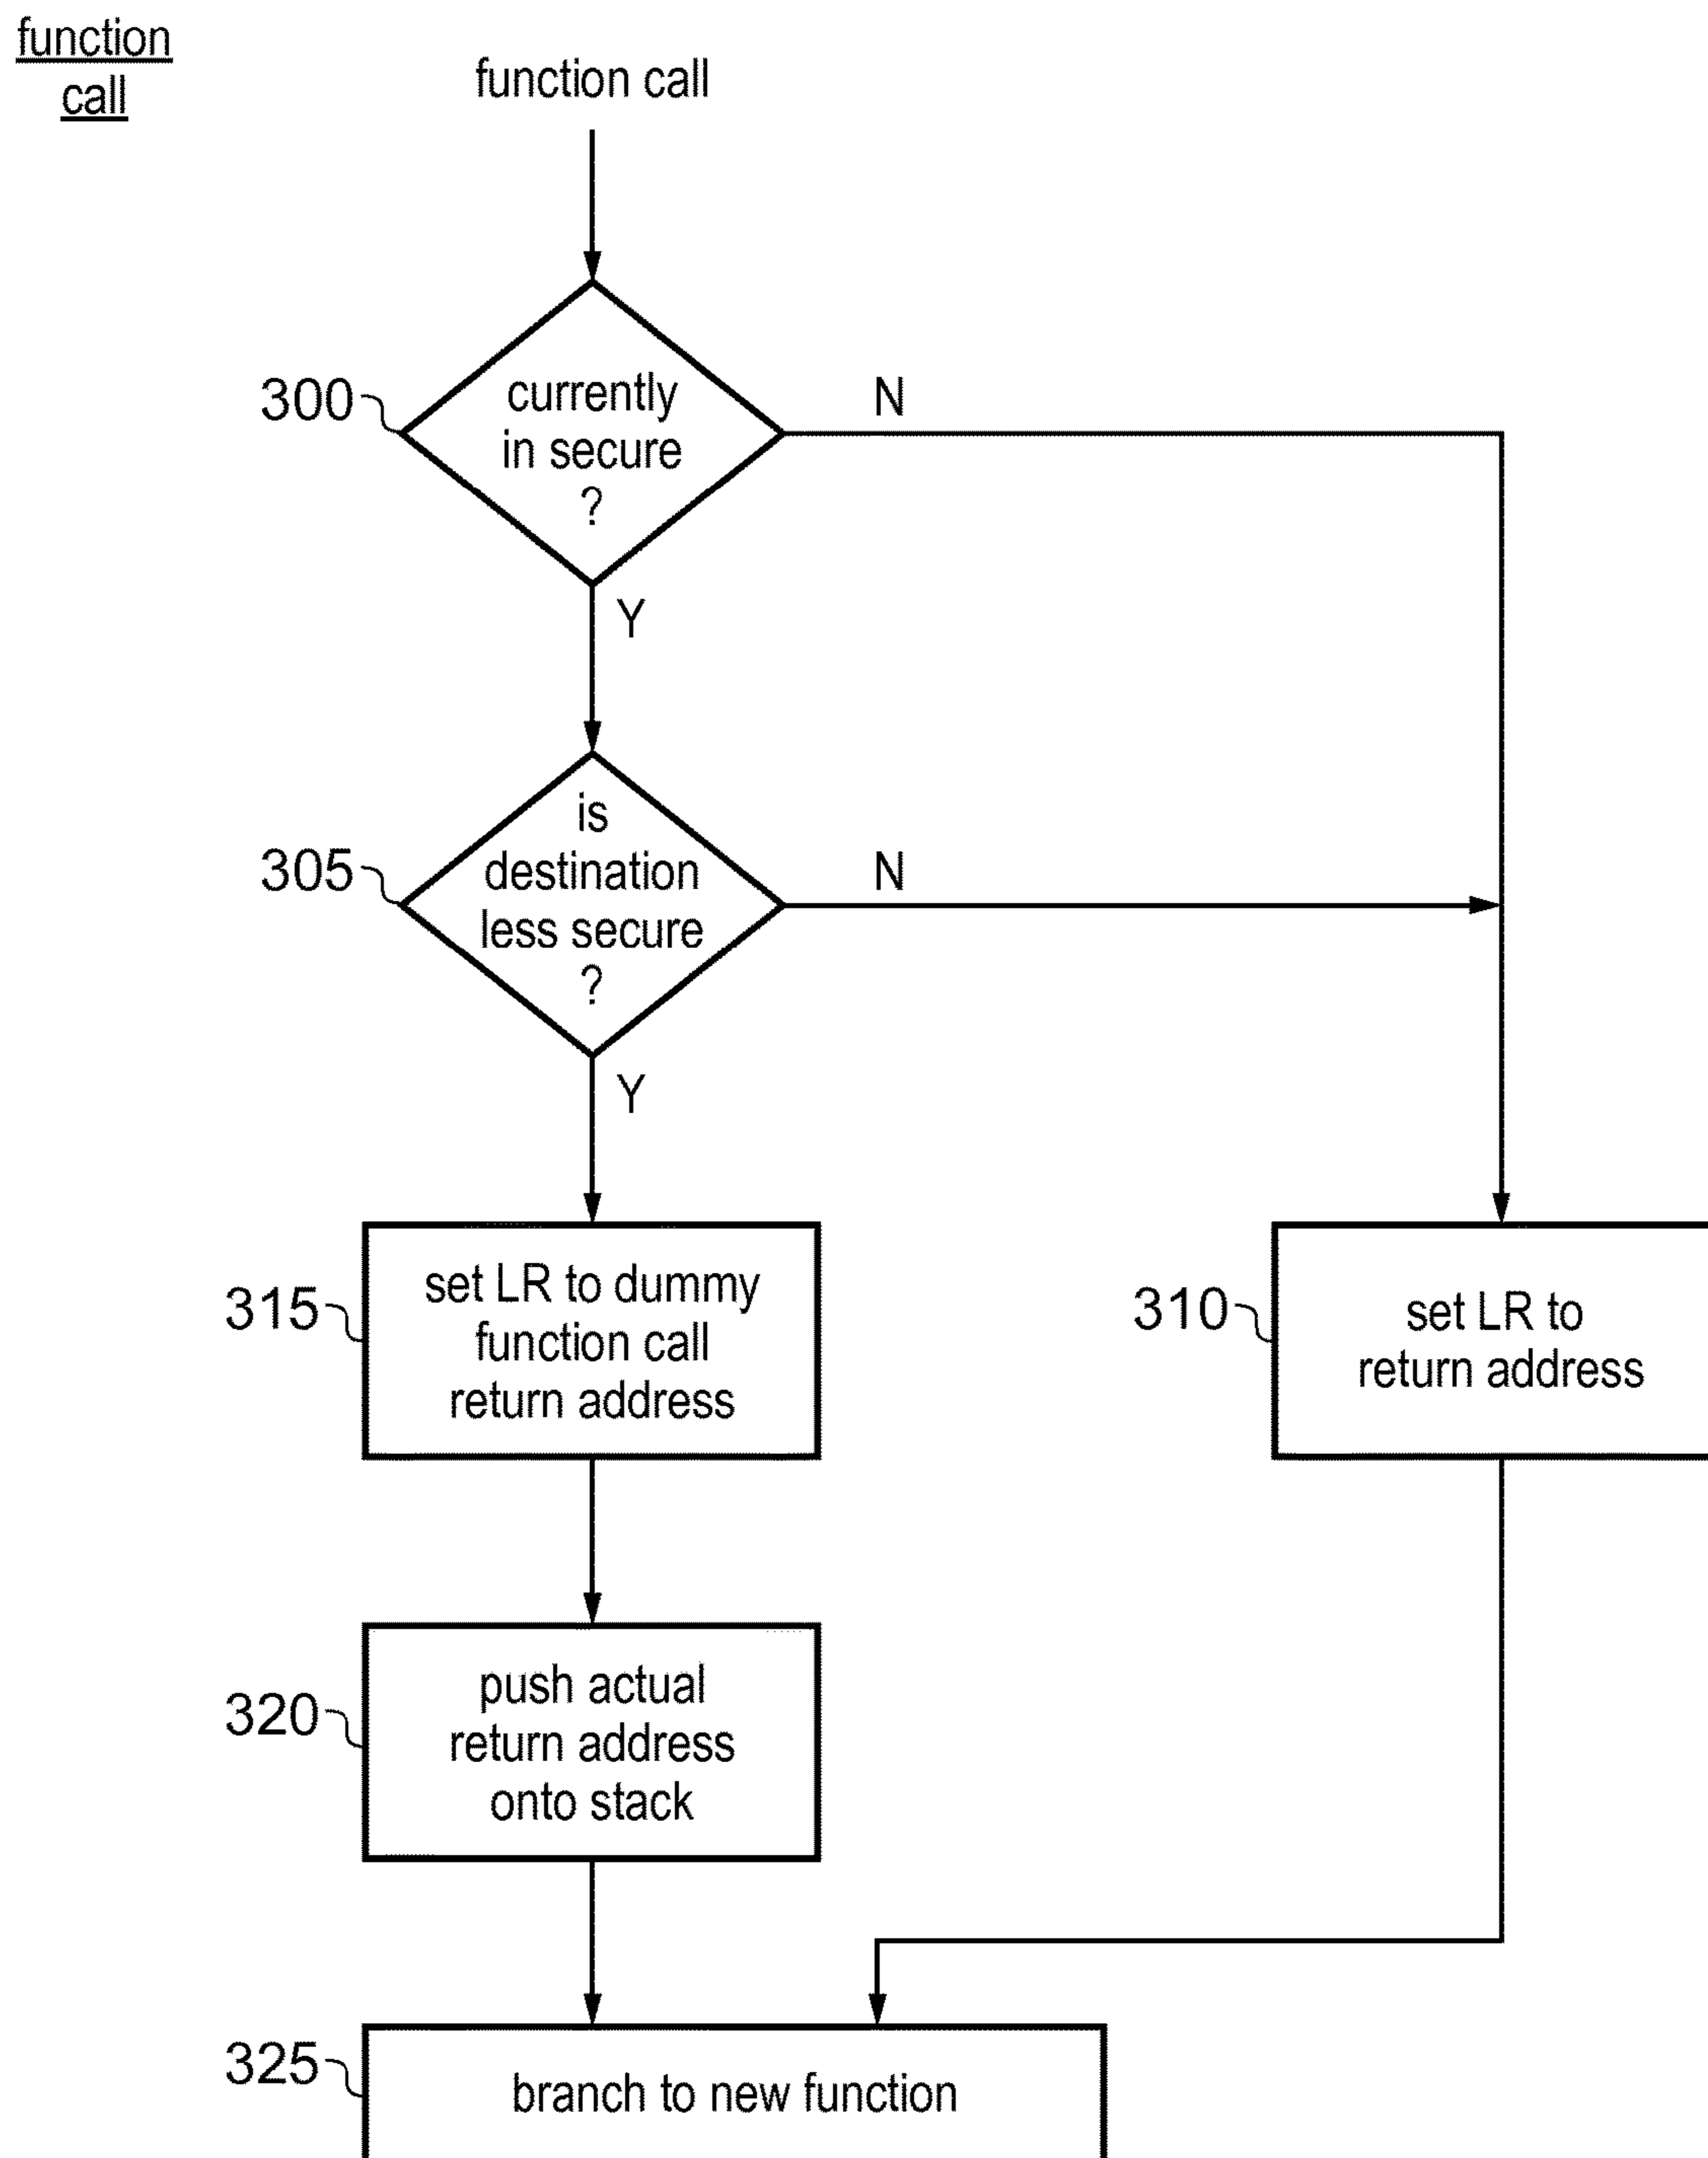 function
call
function call
300
currently
in secure
?
N
Y
305
is
destination
less secure
?
N
Y
315
set LR to dummy
function call
return address
310
set LR to
return address
320
push actual
return address
onto stack
325
branch to new function